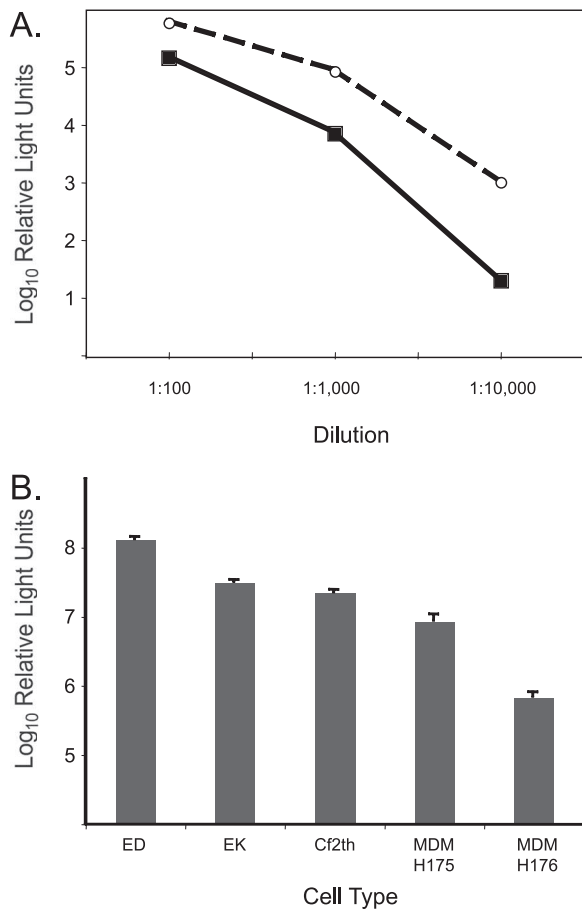 A.
Log₁₀ Relative Light Units
5
4
3
2
1
1:100
1:1,000
1:10,000
Dilution
B.
Log₁₀ Relative Light Units
8
7
6
5
ED
EK
Cf2th
MDM
H175
MDM
H176
Cell Type